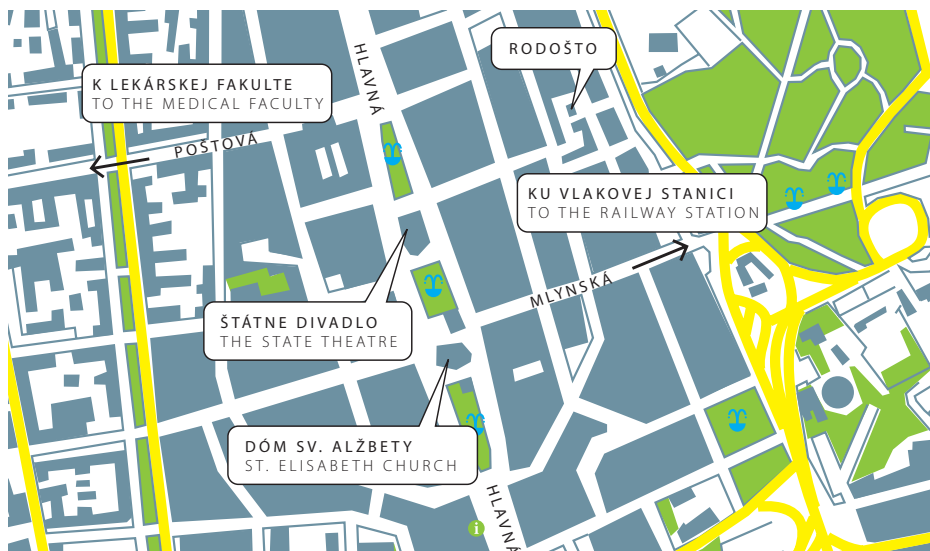 HLAVNÁ
RODOŠTO
K LEKÁRSKEJ FAKULTE
TO THE MEDICAL FACULTY
POŠTOVÁ
KU VLAKOVEJ STANICI
TO THE RAILWAY STATION
MLYNSKÁ
ŠTÁTNE DIVADLO
THE STATE THEATRE
DÓM SV. ALŽBETY
ST. ELISABETH CHURCH
HLAVNÁ
i